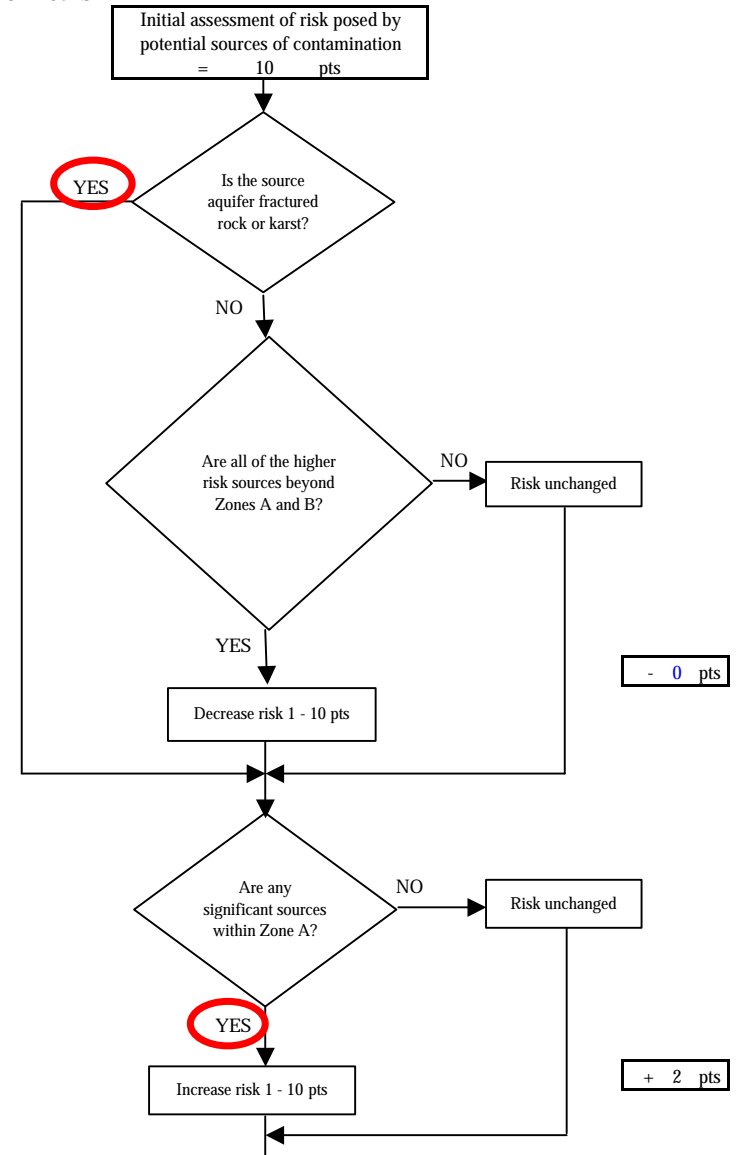 Initial assessment of risk posed by
potential sources of contamination
= 10 pts
YES
Is the source
aquifer fractured
rock or karst?
NO
Are all of the higher
risk sources beyond
Zones A and B?
NO
Risk unchanged
YES
- 0 pts
Decrease risk 1 - 10 pts
Are any
significant sources
within Zone A?
NO
Risk unchanged
YES
+ 2 pts
Increase risk 1 - 10 pts